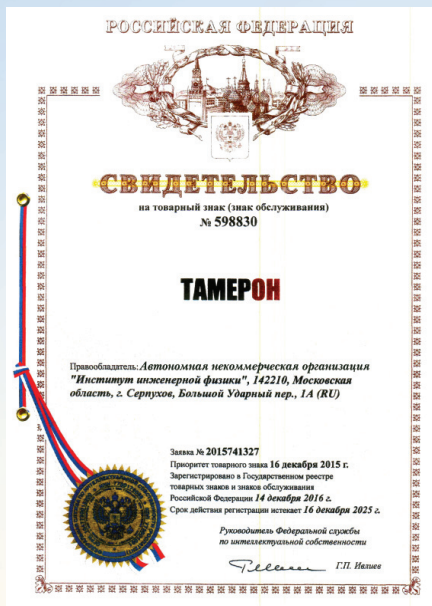 РОССИЙСКАЯ ФЕДЕРАЦИЯ
СВИДЕТЕЛЬСТВО
на товарный знак (знак обслуживания)
№ 598830
ТАМЕРОН
Правообладатель: Автономная некоммерческая организация
"Институт инженерной физики", 142210, Московская
область, г. Серпухов, Большой Ударный пер., 1А (RU)
Заявка № 2015741327
Приоритет товарного знака 16 декабря 2015 г.
Зарегистрировано в Государственном реестре
товарных знаков и знаков обслуживания
Российской Федерации 14 декабря 2016 г.
Срок действия регистрации истекает 16 декабря 2025 г.
Руководитель Федеральной службы
по интеллектуальной собственности
Г.П. Ивлиев